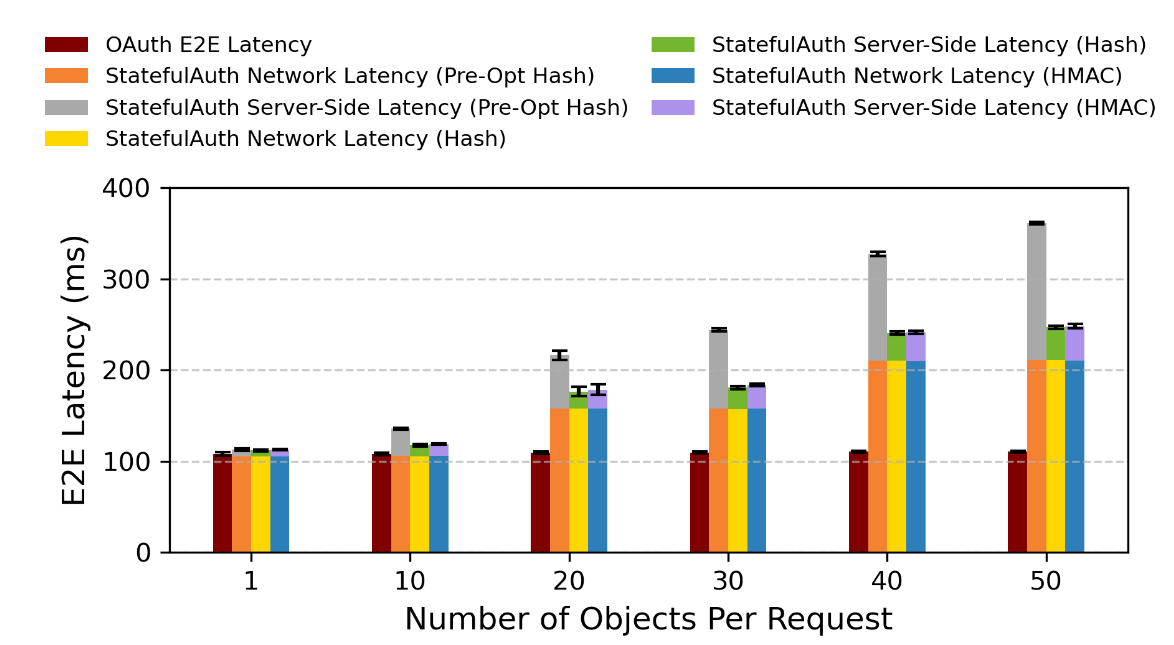 OAuth E2E Latency
StatefulAuth Network Latency (Pre-Opt Hash)
StatefulAuth Server-Side Latency (Pre-Opt Hash)
StatefulAuth Network Latency (Hash)
StatefulAuth Server-Side Latency (Hash)
StatefulAuth Network Latency (HMAC)
StatefulAuth Server-Side Latency (HMAC)
E2E Latency (ms)
400
300
200
100
0
1 10 20 30 40 50
Number of Objects Per Request